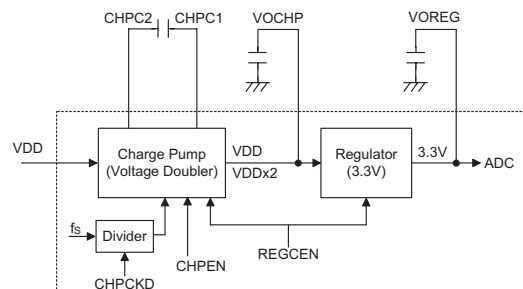 CHPC2 CHPC1
VOCHP
VOREG
VDD
Charge Pump
(Voltage Doubler)
VDD
VDDx2
Regulator
(3.3V)
3.3V
ADC
fS
Divider
CHPCKD
CHPEN
REGCEN